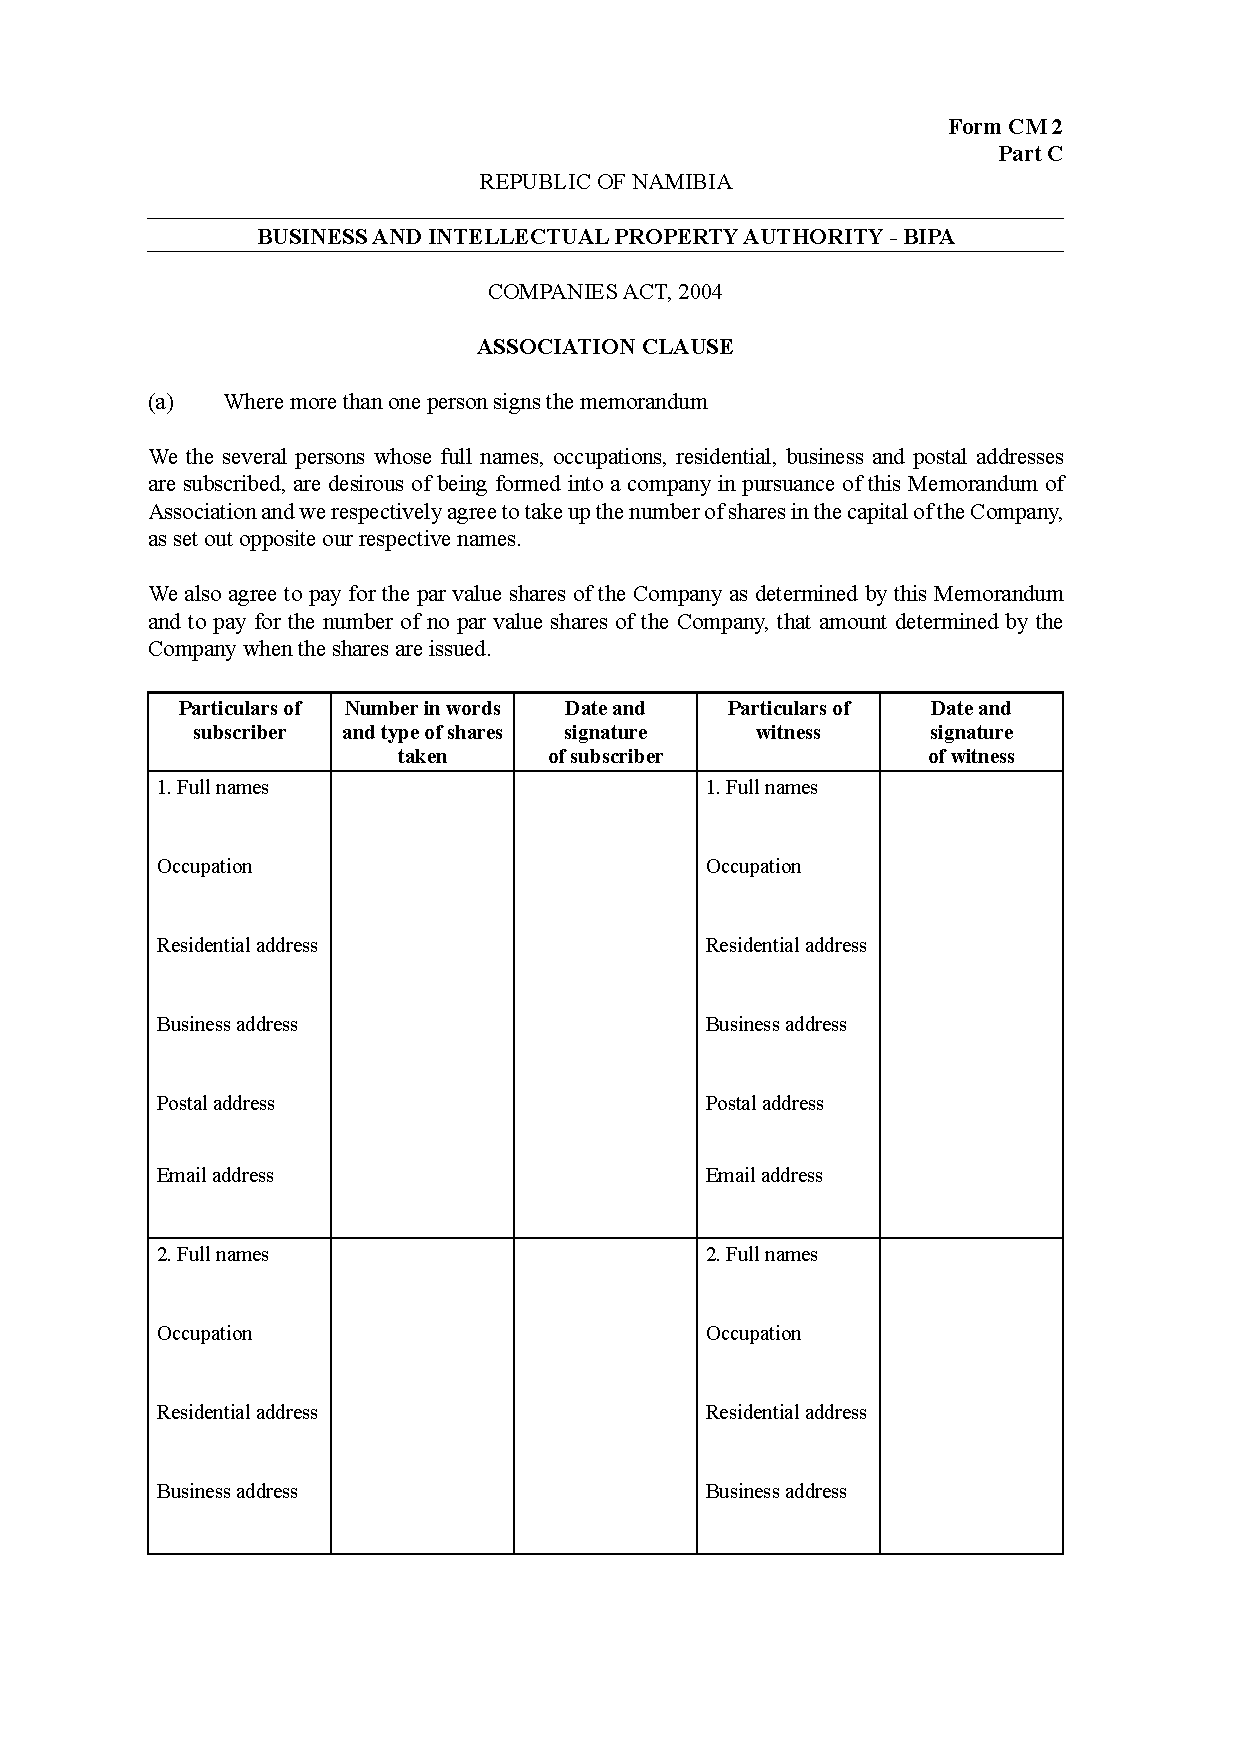 Form CM 2
Part C
REPUBLIC OF NAMIBIA
BUSINESS AND INTELLECTUAL PROPERTY AUTHORITY - BIPA
COMPANIES ACT, 2004
ASSOCIATION CLAUSE
(a) Where more than one person signs the memorandum
We the several persons whose full names, occupations, residential, business and postal addresses
are subscribed, are desirous of being formed into a company in pursuance of this Memorandum of
Association and we respectively agree to take up the number of shares in the capital of the Company,
as set out opposite our respective names.
We also agree to pay for the par value shares of the Company as determined by this Memorandum
and to pay for the number of no par value shares of the Company, that amount determined by the
Company when the shares are issued.
Particulars of Number in words Date and Particulars of Date and
subscriber and type of shares signature witness signature
taken of subscriber of witness
1. Full names 1. Full names
Occupation Occupation
Residential address Residential address
Business address Business address
Postal address Postal address
Email address Email address
2. Full names 2. Full names
Occupation Occupation
Residential address Residential address
Business address Business address